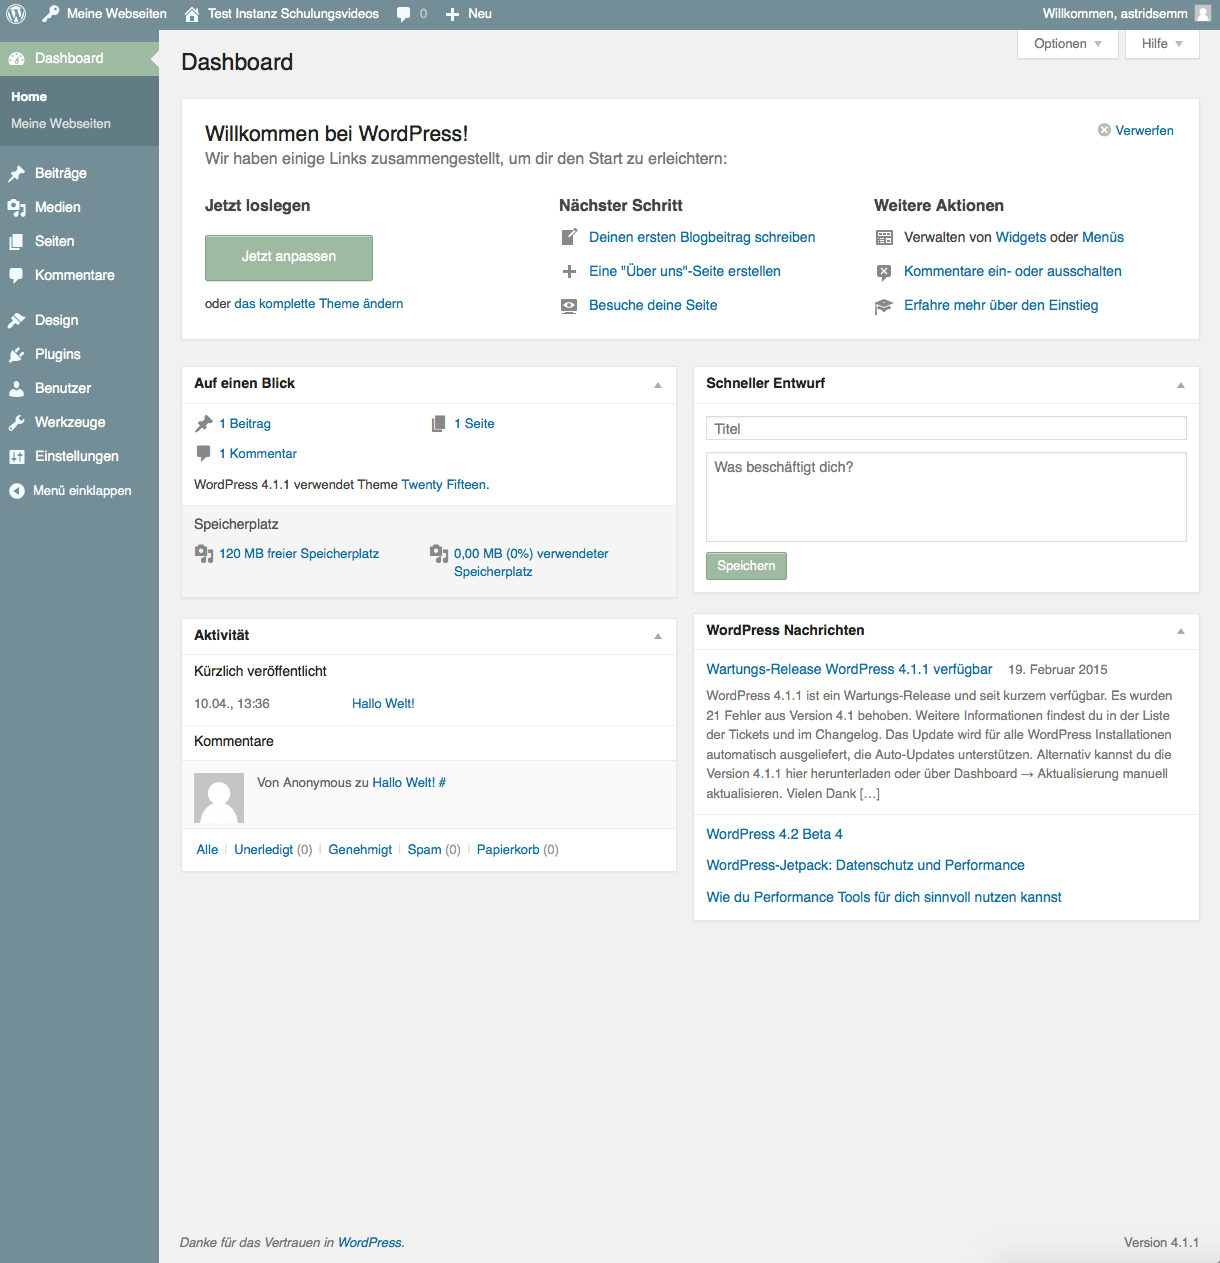 Meine Webseiten Test Instanz Schulungsvideos 0 Neu Willkommen, astridsemm
Optionen Hilfe
Dashboard
Home
Meine Webseiten
Beiträge
Medien
Seiten
Kommentare
Design
Plugins
Benutzer
Werkzeuge
Einstellungen
Menü einklappen
Dashboard
Willkommen bei WordPress!
Verwerfen
Wir haben einige Links zusammengestellt, um dir den Start zu erleichtern:
Jetzt loslegen
Jetzt anpassen
oder das komplette Theme ändern
Nächster Schritt
Deinen ersten Blogbeitrag schreiben
Eine "Über uns"-Seite erstellen
Besuche deine Seite
Weitere Aktionen
Verwalten von Widgets oder Menüs
Kommentare ein- oder ausschalten
Erfahre mehr über den Einstieg
Auf einen Blick
1 Beitrag 1 Seite
1 Kommentar
WordPress 4.1.1 verwendet Theme Twenty Fifteen.
Speicherplatz
120 MB freier Speicherplatz
0,00 MB (0%) verwendeter
Speicherplatz
Aktivität
Kürzlich veröffentlicht
10.04., 13:36 Hallo Welt!
Kommentare
Von Anonymous zu Hallo Welt! #
Alle | Unerledigt (0) | Genehmigt | Spam (0) | Papierkorb (0)
Schneller Entwurf
Titel
Was beschäftigt dich?
Speichern
WordPress Nachrichten
Wartungs-Release WordPress 4.1.1 verfügbar 19. Februar 2015
WordPress 4.1.1 ist ein Wartungs-Release und seit kurzem verfügbar. Es wurden
21 Fehler aus Version 4.1 behoben. Weitere Informationen findest du in der Liste
der Tickets und im Changelog. Das Update wird für alle WordPress Installationen
automatisch ausgeliefert, die Auto-Updates unterstützen. Alternativ kannst du die
Version 4.1.1 hier herunterladen oder über Dashboard → Aktualisierung manuell
aktualisieren. Vielen Dank […]
WordPress 4.2 Beta 4
WordPress-Jetpack: Datenschutz und Performance
Wie du Performance Tools für dich sinnvoll nutzen kannst
Danke für das Vertrauen in WordPress.
Version 4.1.1